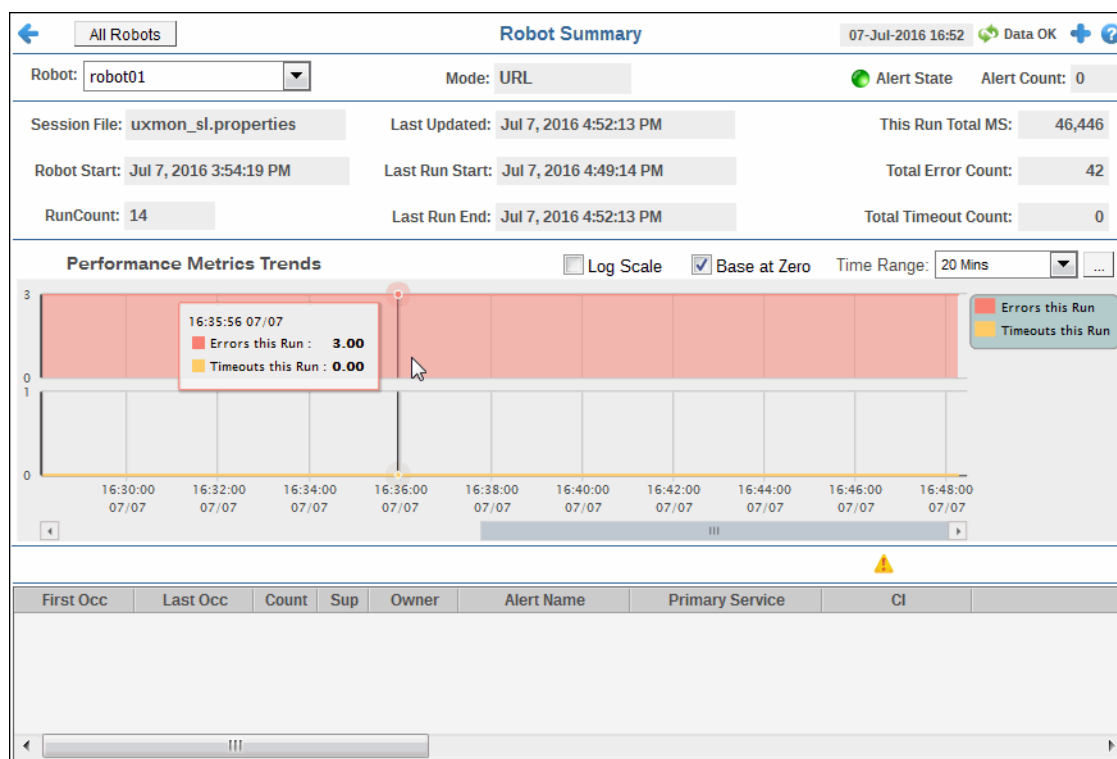 All Robots Robot Summary 07-Jul-2016 16:52 Data OK ?
Robot: robot01 Mode: URL Alert State Alert Count: 0
Session File: uxmon_sl.properties Last Updated: Jul 7, 2016 4:52:13 PM This Run Total MS: 46,446
Robot Start: Jul 7, 2016 3:54:19 PM Last Run Start: Jul 7, 2016 4:49:14 PM Total Error Count: 42
RunCount: 14 Last Run End: Jul 7, 2016 4:52:13 PM Total Timeout Count: 0
Performance Metrics Trends Log Scale Base at Zero Time Range: 20 Mins ...
3
16:35:56 07/07
Errors this Run : 3.00
Timeouts this Run : 0.00
Errors this Run
Timeouts this Run
0
1
0
16:30:00 16:32:00 16:34:00 16:36:00 16:38:00 16:40:00 16:42:00 16:44:00 16:46:00 16:48:00
07/07 07/07 07/07 07/07 07/07 07/07 07/07 07/07 07/07 07/07
First Occ Last Occ Count Sup Owner Alert Name Primary Service CI